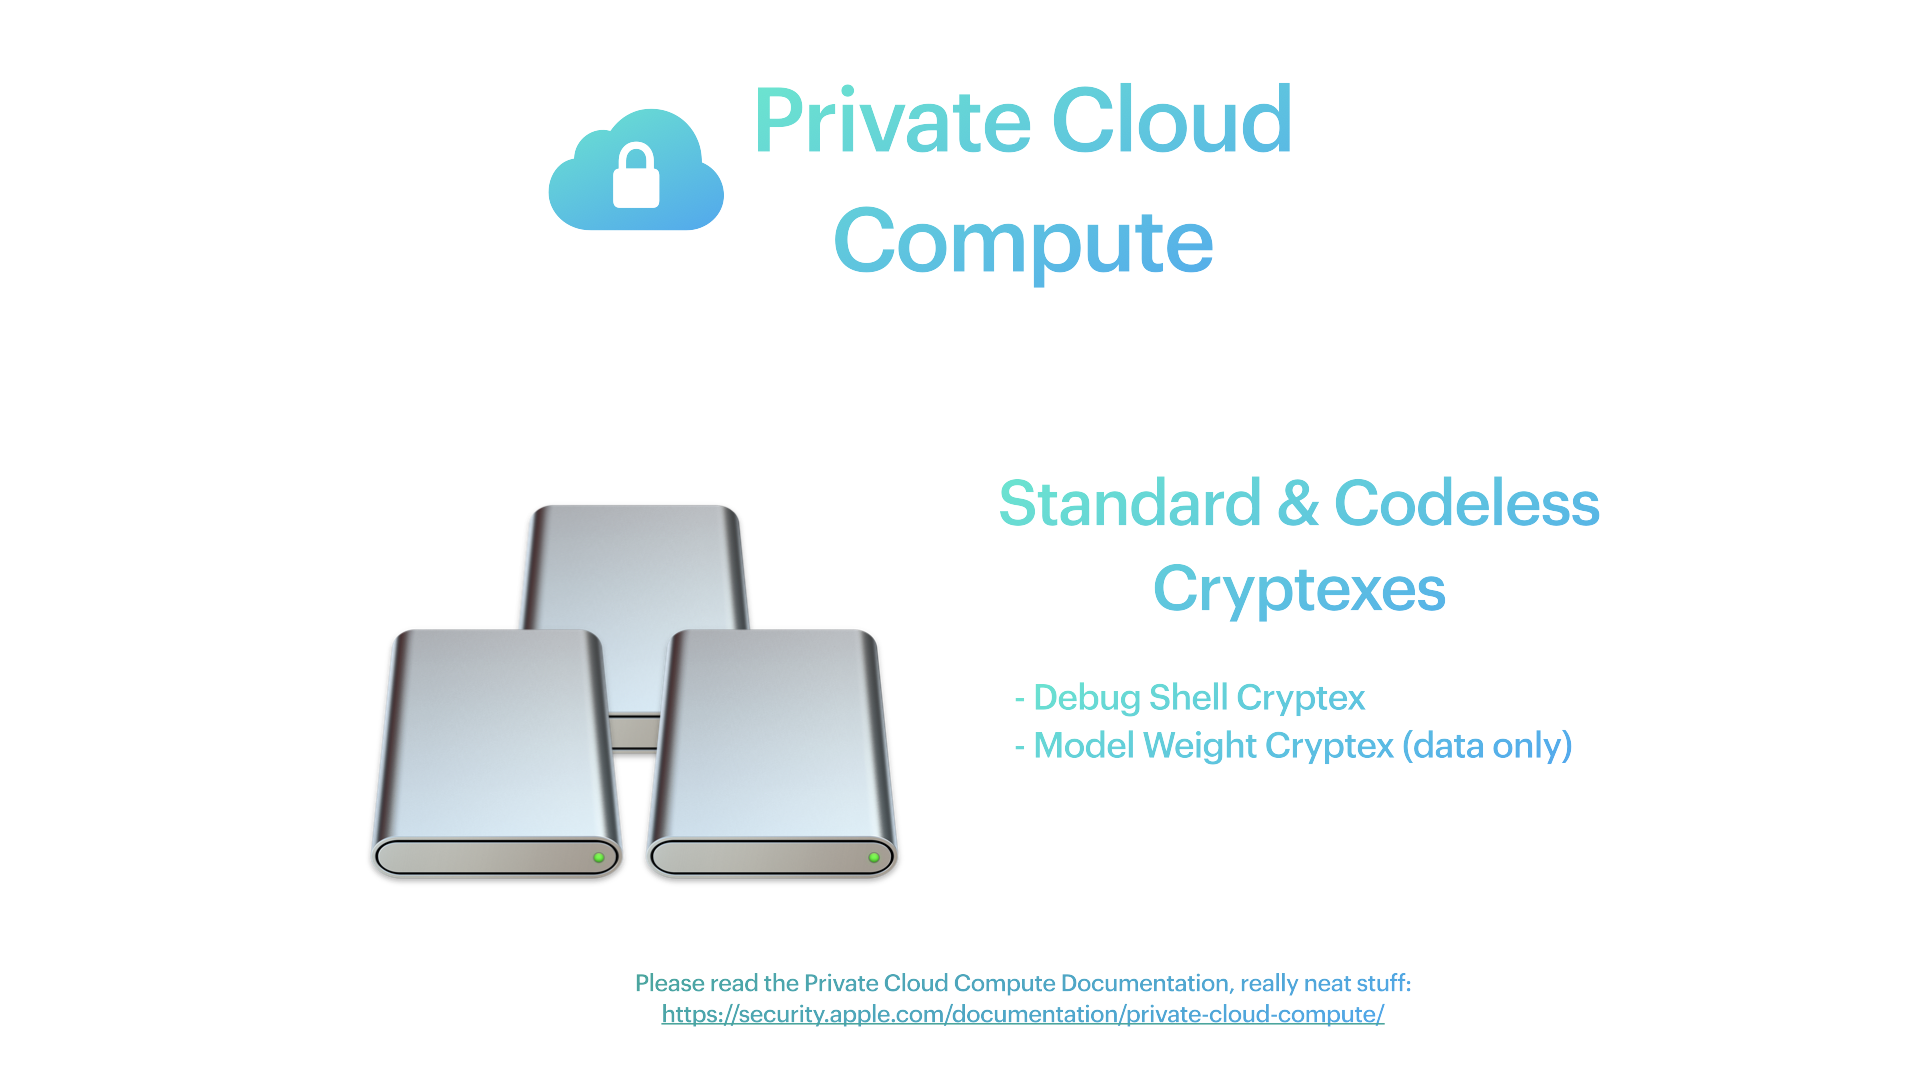 Private Cloud
Compute
Standard & Codeless
Cryptexes
- Debug Shell Cryptex
- Model Weight Cryptex (data only)
Please read the Private Cloud Compute Documentation, really neat stuff:
https://security.apple.com/documentation/private-cloud-compute/